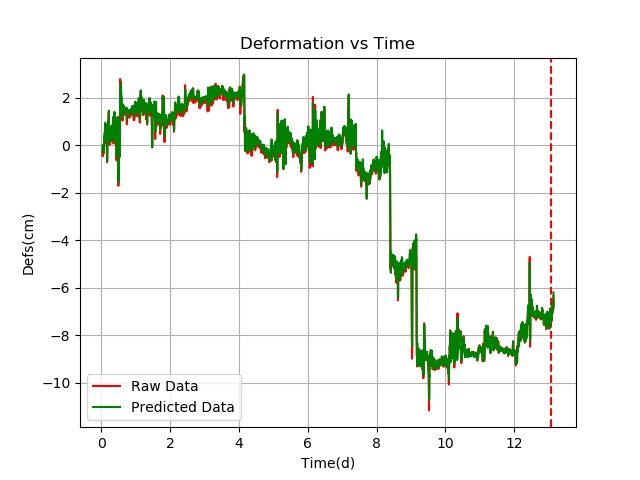 Deformation vs Time
Defs(cm)
2
0
−2
−4
−6
−8
−10
Raw Data
Predicted Data
0 2 4 6 8 10 12
Time(d)